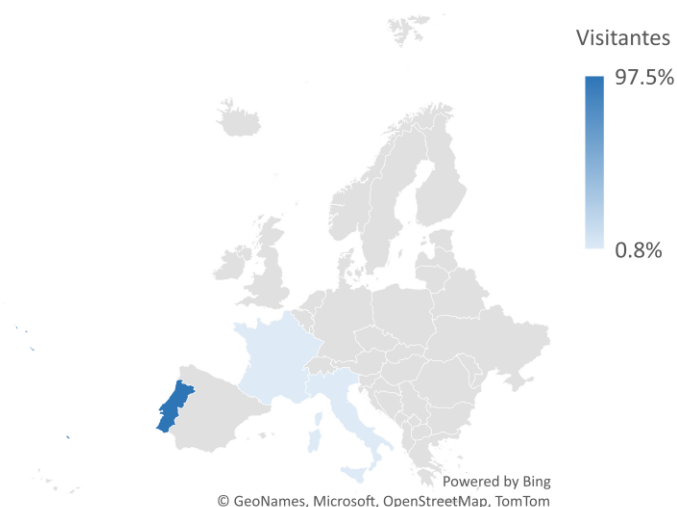 Visitantes
97.5%
0.8%
Powered by Bing
© GeoNames, Microsoft, OpenStreetMap, TomTom